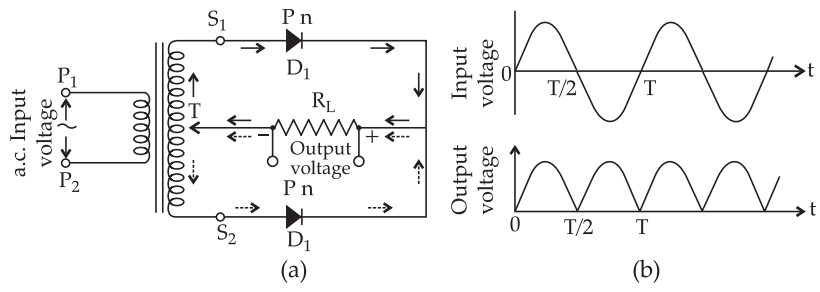 S1 P n
D1
P1
a.c. Input
voltage
~
P2
T
RL
− +
Output
voltage
P n
S2 D1
(a)
Input
voltage
0 T/2 T t
Output
voltage
0 T/2 T t
(b)